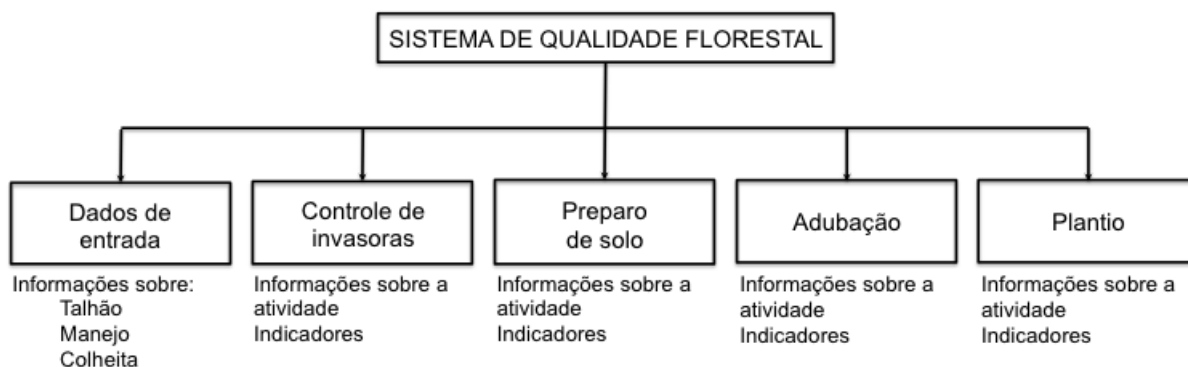 SISTEMA DE QUALIDADE FLORESTAL
Dados de
entrada
Informações sobre:
Talhão
Manejo
Colheita
Controle de
invasoras
Informações sobre a
atividade
Indicadores
Preparo
de solo
Informações sobre a
atividade
Indicadores
Adubação
Informações sobre a
atividade
Indicadores
Plantio
Informações sobre a
atividade
Indicadores